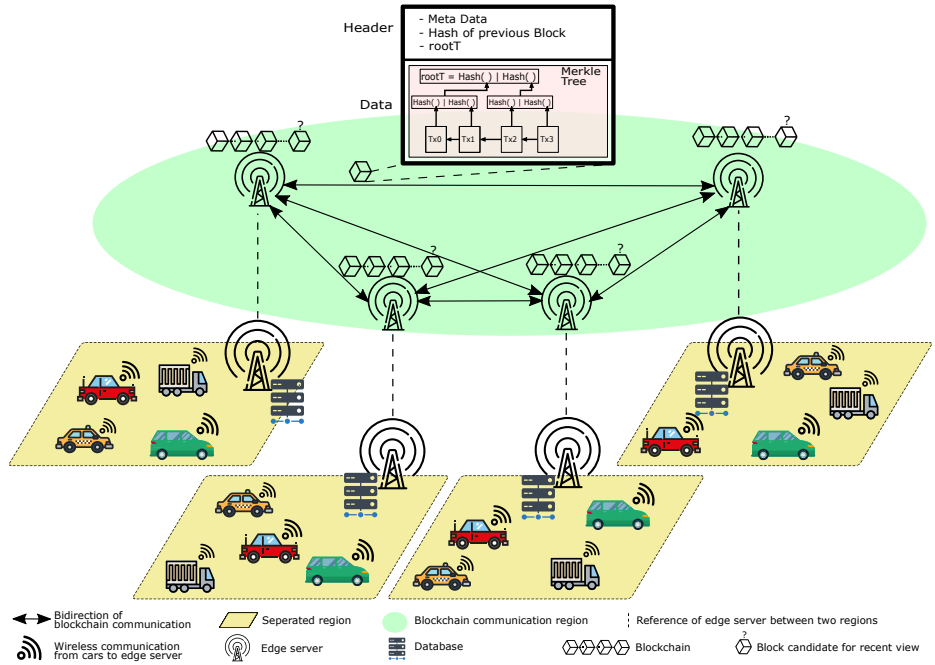 Header
- Meta Data
- Hash of previous Block
- rootT
Data
Merkle
Tree
rootT = Hash( ) | Hash( )
Hash( ) | Hash( )
Hash( ) | Hash( )
Tx0
Tx1
Tx2
Tx3
?
?
?
?
Bidirection of
blockchain communication
Seperated region
Blockchain communication region
Reference of edge server between two regions
Wireless communication
from cars to edge server
Edge server
Database
Blockchain
?
Block candidate for recent view